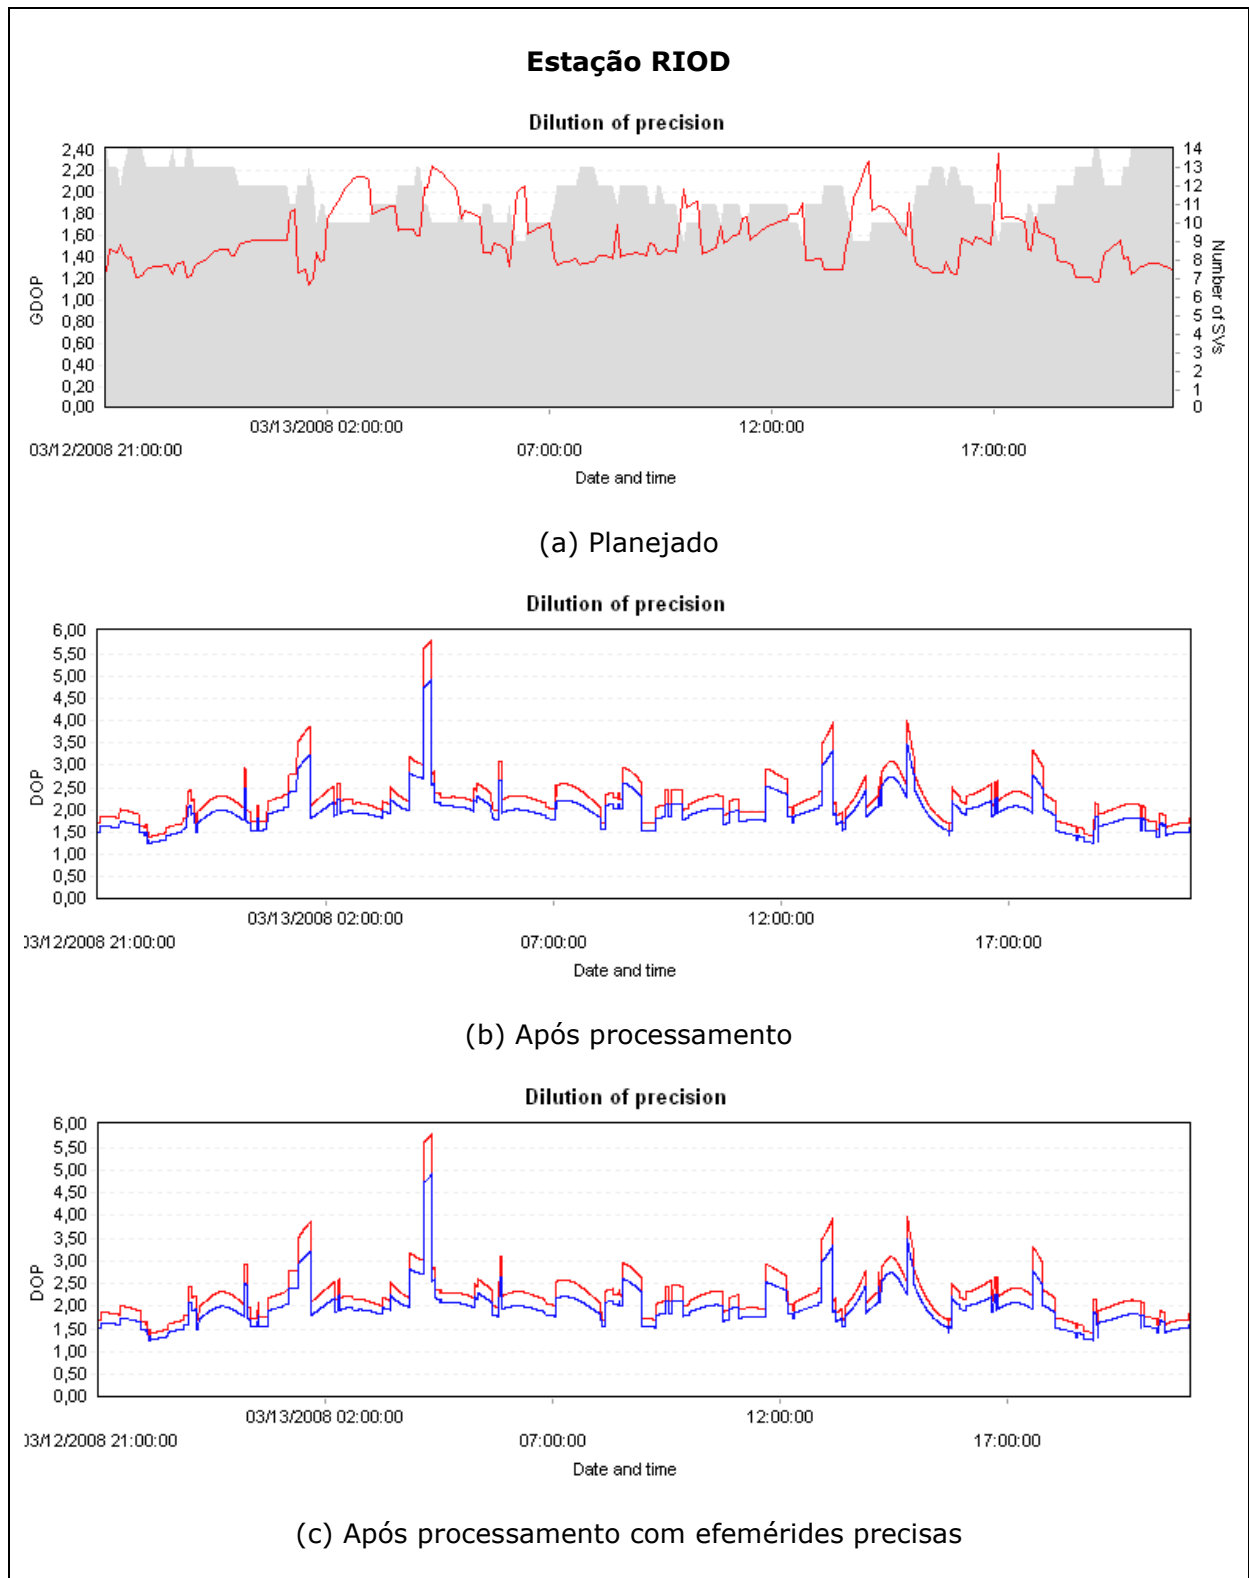 Estação RIOD
Dilution of precision
2,40
2,20
2,00
1,80
1,60
1,40
1,20
1,00
0,80
0,60
0,40
0,20
0,00
GDOP
14
13
12
11
10
9
8
7
6
5
4
3
2
1
0
Number of SVs
03/13/2008 02:00:00 12:00:00
03/12/2008 21:00:00 07:00:00 17:00:00
Date and time
(a) Planejado
Dilution of precision
6,00
5,50
5,00
4,50
4,00
3,50
3,00
2,50
2,00
1,50
1,00
0,50
0,00
DOP
03/13/2008 02:00:00 12:00:00
03/12/2008 21:00:00 07:00:00 17:00:00
Date and time
(b) Após processamento
Dilution of precision
6,00
5,50
5,00
4,50
4,00
3,50
3,00
2,50
2,00
1,50
1,00
0,50
0,00
DOP
03/13/2008 02:00:00 12:00:00
03/12/2008 21:00:00 07:00:00 17:00:00
Date and time
(c) Após processamento com efemérides precisas